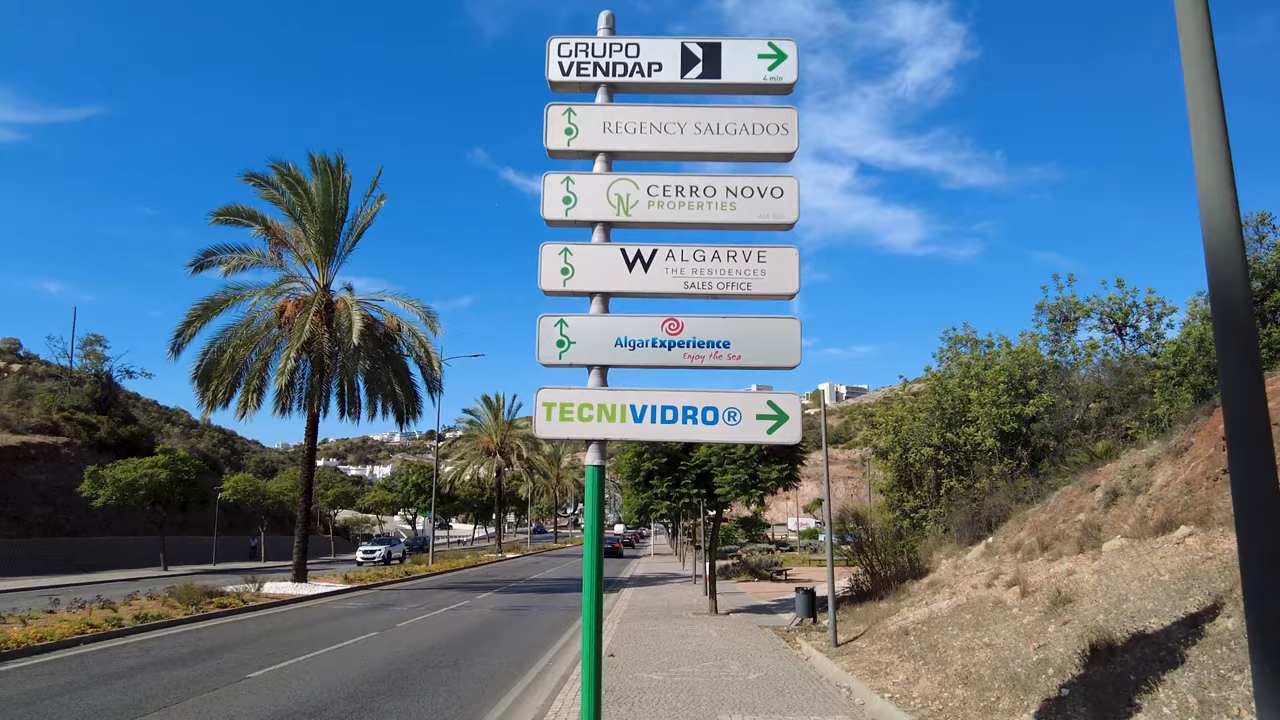 GRUPO
VENDAP
4 min
REGENCY SALGADOS
CERRO NOVO
PROPERTIES
W ALGARVE
THE RESIDENCES
SALES OFFICE
AlgarExperience
Enjoy the sea
TECNIVIDRO®